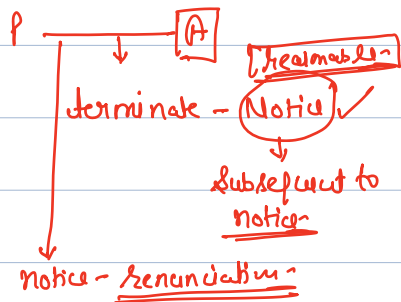 P A
reasonable
terminate - Notice
Subsequent to
notice
notice - renunciation